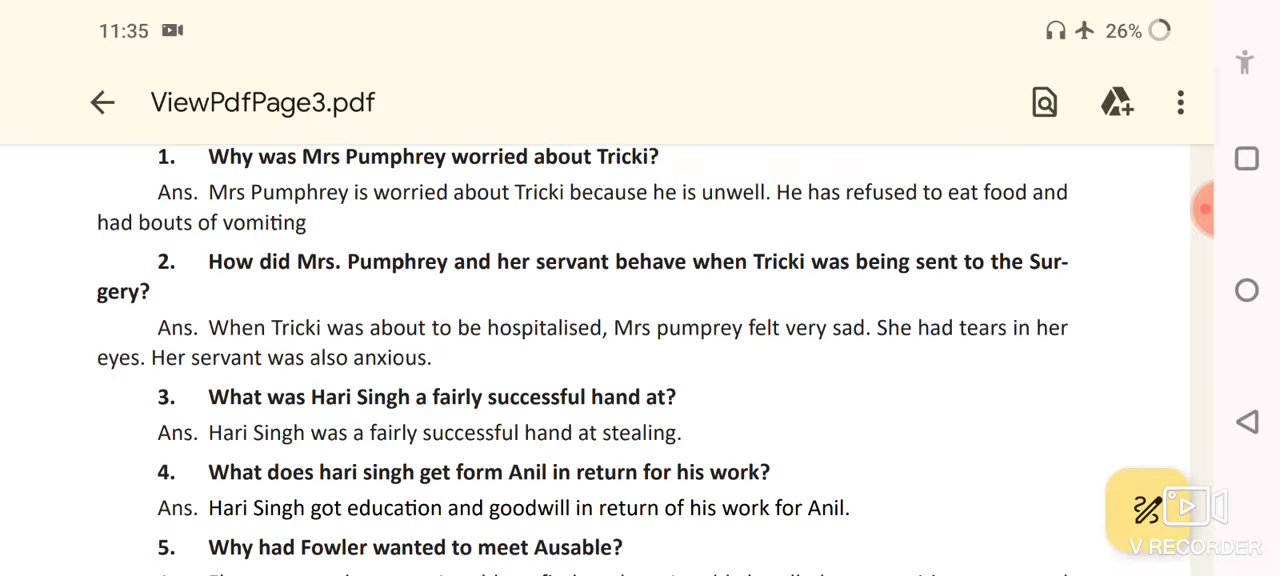 11:35
26%
ViewPdfPage3.pdf
1. Why was Mrs Pumphrey worried about Tricki?
Ans. Mrs Pumphrey is worried about Tricki because he is unwell. He has refused to eat food and
had bouts of vomiting
2. How did Mrs. Pumphrey and her servant behave when Tricki was being sent to the Sur-
gery?
Ans. When Tricki was about to be hospitalised, Mrs pumprey felt very sad. She had tears in her
eyes. Her servant was also anxious.
3. What was Hari Singh a fairly successful hand at?
Ans. Hari Singh was a fairly successful hand at stealing.
4. What does hari singh get form Anil in return for his work?
Ans. Hari Singh got education and goodwill in return of his work for Anil.
V RECORDER
5. Why had Fowler wanted to meet Ausable?